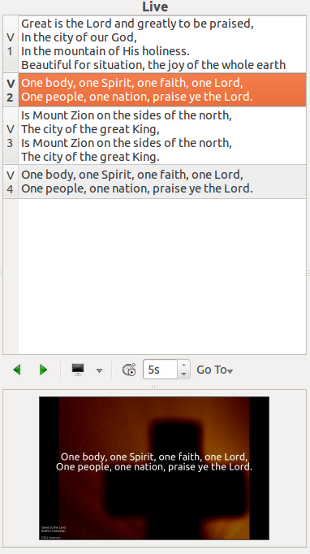 Live
V
1
Great is the Lord and greatly to be praised,
In the city of our God,
In the mountain of His holiness.
Beautiful for situation, the joy of the whole earth
V
2
One body, one Spirit, one faith, one Lord,
One people, one nation, praise ye the Lord.
V
3
Is Mount Zion on the sides of the north,
The city of the great King,
Is Mount Zion on the sides of the north,
The city of the great King.
V
4
One body, one Spirit, one faith, one Lord,
One people, one nation, praise ye the Lord.
5s
Go To
One body, one Spirit, one faith, one Lord,
One people, one nation, praise ye the Lord.
Great is the Lord